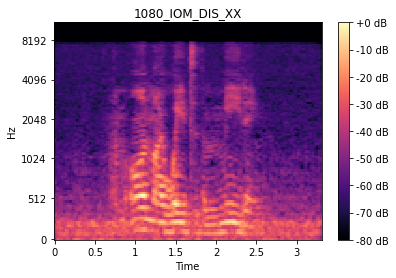 1080_IOM_DIS_XX
+0 dB
8192
-10 dB
4096
-20 dB
-30 dB
2048
Hz
-40 dB
1024
-50 dB
-60 dB
512
-70 dB
0
-80 dB
0 0.5 1 1.5 2 2.5 3
Time